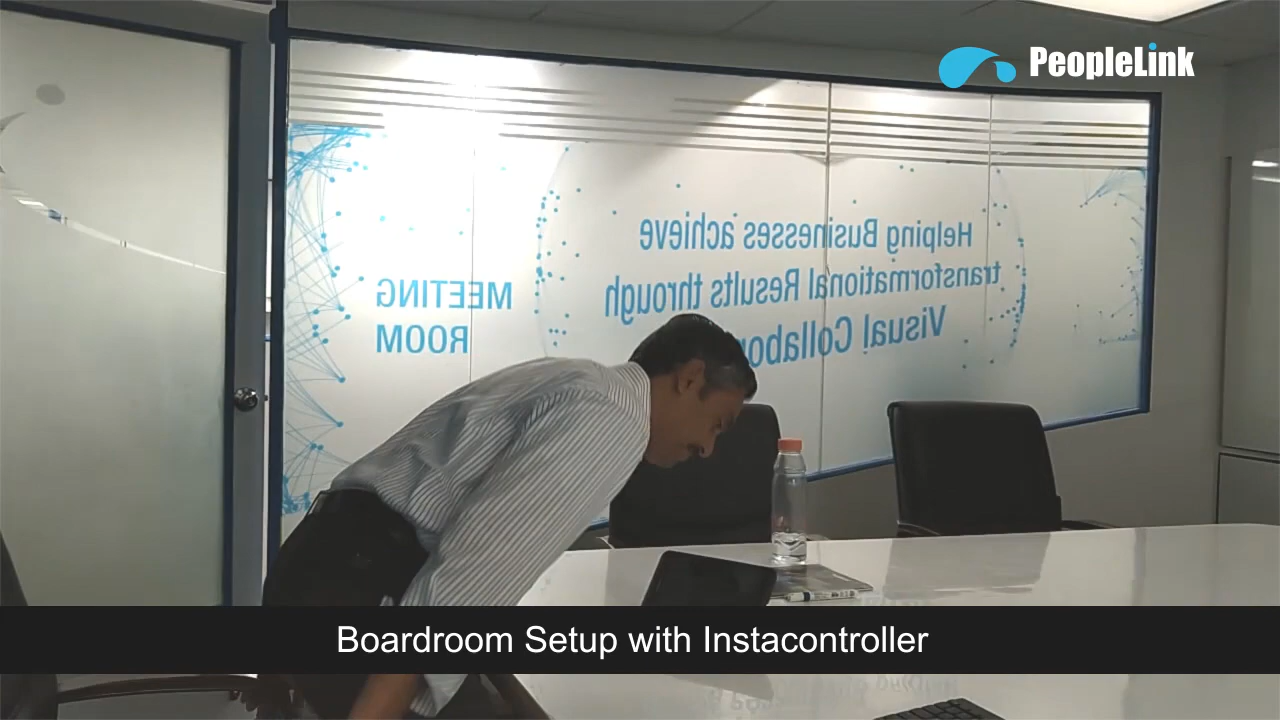 PeopleLink
Helping Businesses achieve
transformational Results through
Visual
MEETING
ROOM
Boardroom Setup with Instacontroller